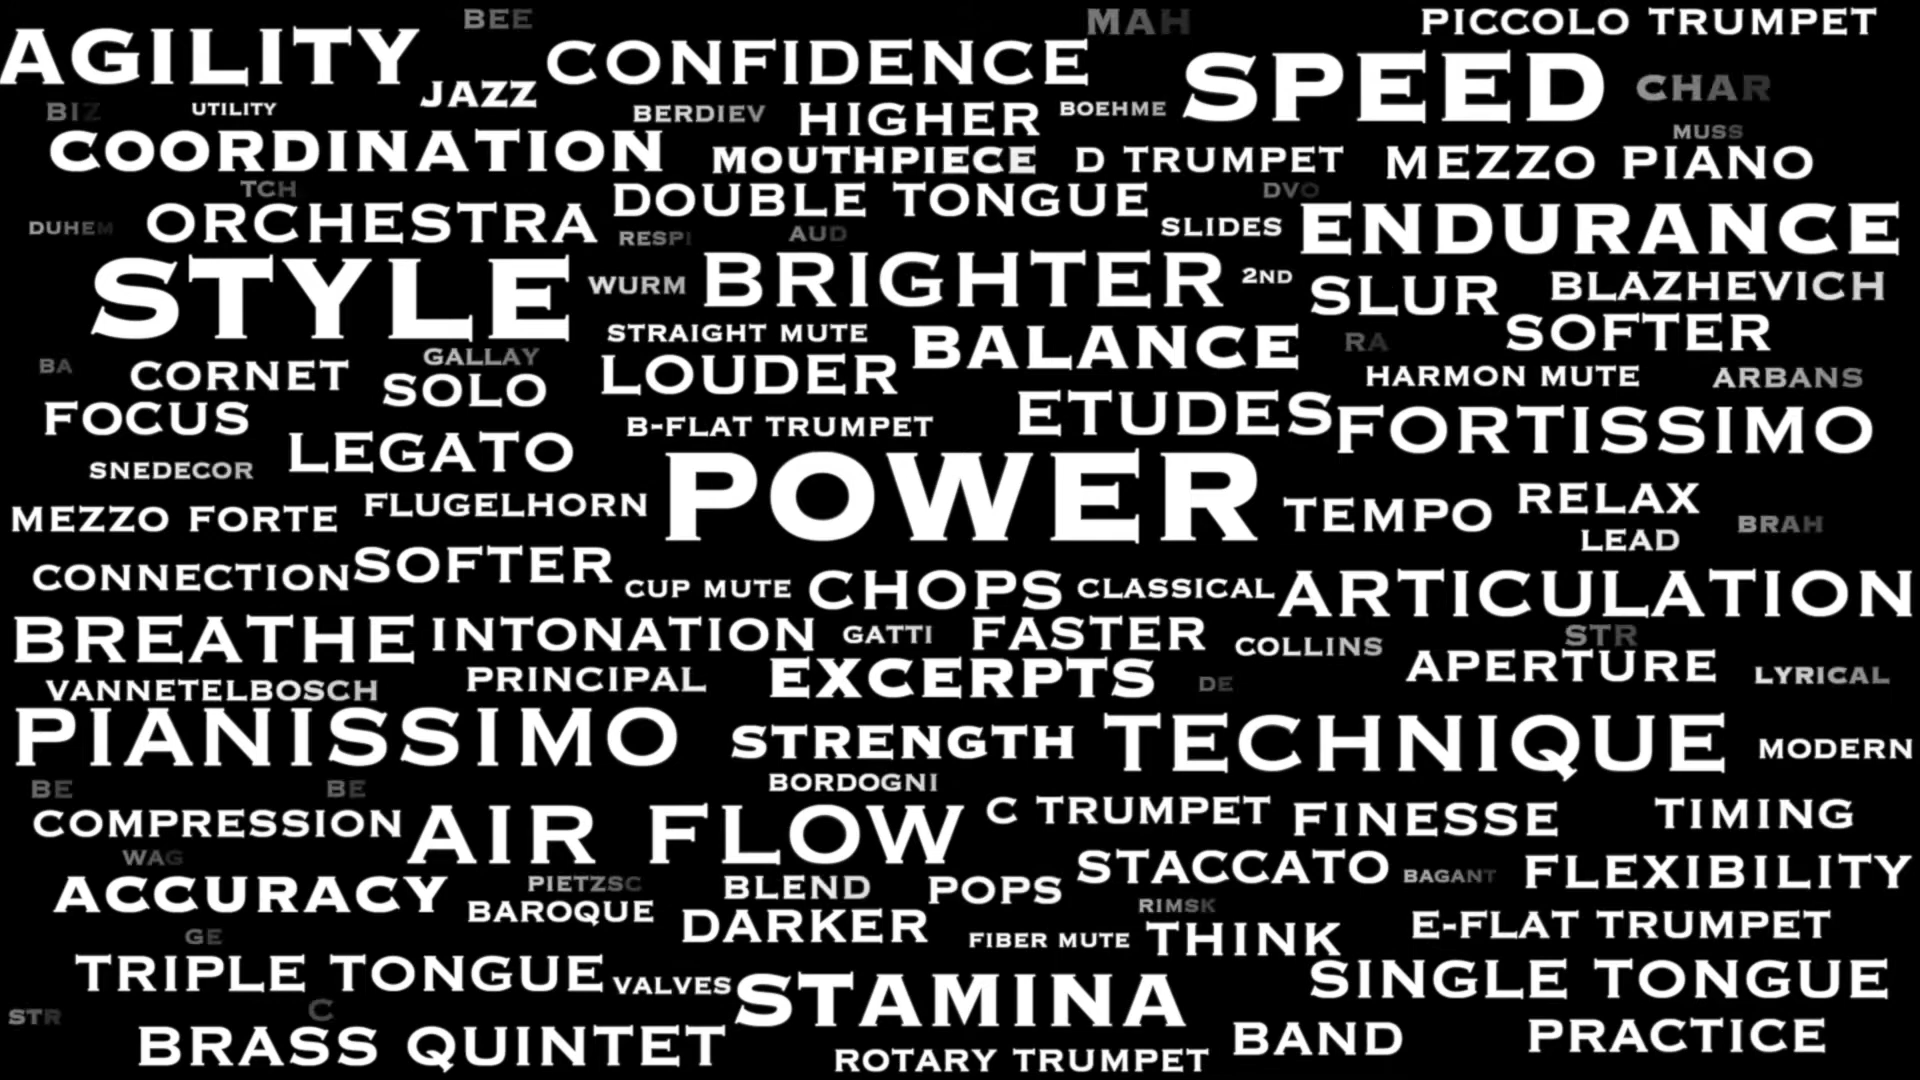 BEE MAH PICCOLO TRUMPET
AGILITY CONFIDENCE SPEED
JAZZ CHAR
BIZ UTILITY BERDIEV HIGHER BOEHME
MUSS
COORDINATION MOUTHPIECE D TRUMPET MEZZO PIANO
TCH DOUBLE TONGUE DVO
DUHEM ORCHESTRA RESPI AUD SLIDES ENDURANCE
STYLE WURM BRIGHTER 2ND SLUR BLAZHEVICH
STRAIGHT MUTE BALANCE RA SOFTER
GALLAY
BA CORNET SOLO LOUDER HARMON MUTE ARBANS
FOCUS B-FLAT TRUMPET ETUDES FORTISSIMO
LEGATO
SNEDECOR POWER
MEZZO FORTE FLUGELHORN TEMPO RELAX BRAH
LEAD
CONNECTION SOFTER CUP MUTE CHOPS CLASSICAL ARTICULATION
BREATHE INTONATION GATTI FASTER COLLINS STR
VANNETELBOSCH PRINCIPAL EXCERPTS DE APERTURE LYRICAL
PIANISSIMO STRENGTH TECHNIQUE MODERN
BE BE BORDOGNI
COMPRESSION AIR FLOW C TRUMPET FINESSE TIMING
WAG STACCATO BAGANT FLEXIBILITY
ACCURACY PIETZSC BLEND POPS
BAROQUE DARKER RIMSK E-FLAT TRUMPET
GE FIBER MUTE THINK
TRIPLE TONGUE VALVES STAMINA SINGLE TONGUE
STR C
BRASS QUINTET ROTARY TRUMPET BAND PRACTICE